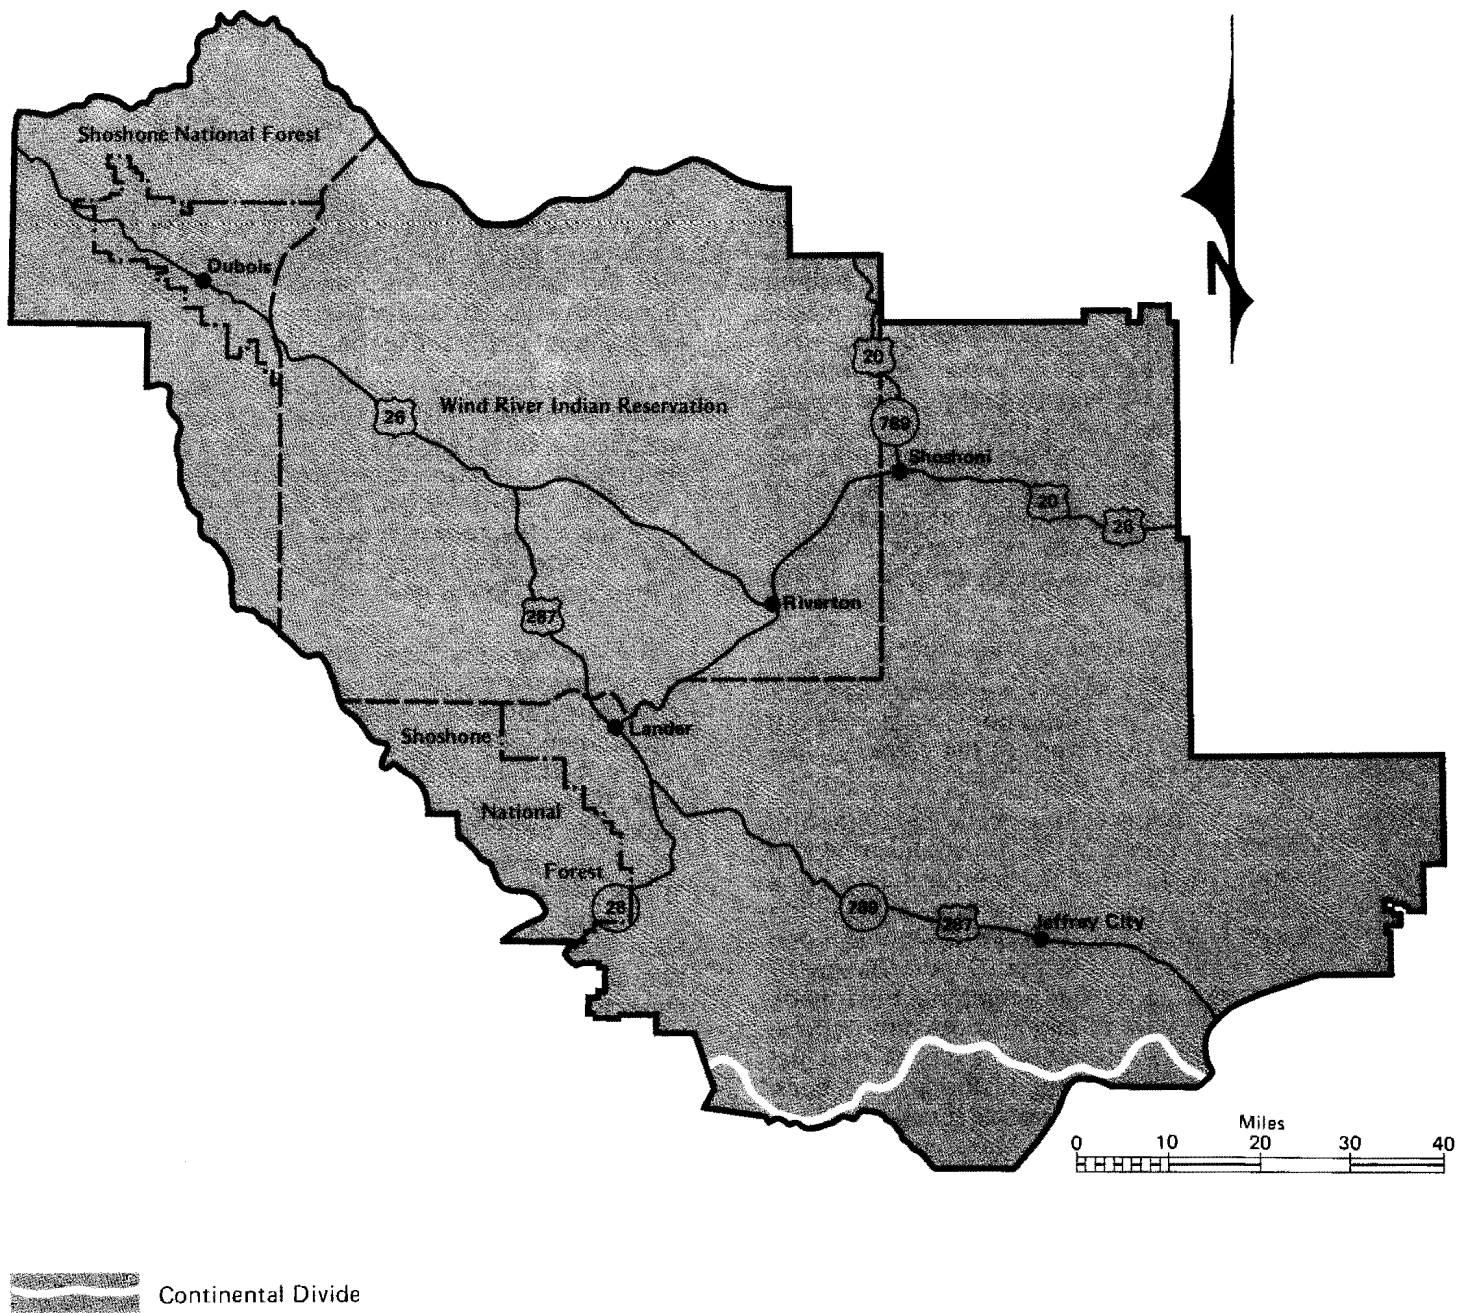 Shoshone National Forest
N
Dubois
20
26
Wind River Indian Reservation
789
Shoshoni
20
26
287
Riverton
Shoshone
Lander
National
Forest
28
789
287
Jeffrey City
Miles
0 10 20 30 40
Continental Divide